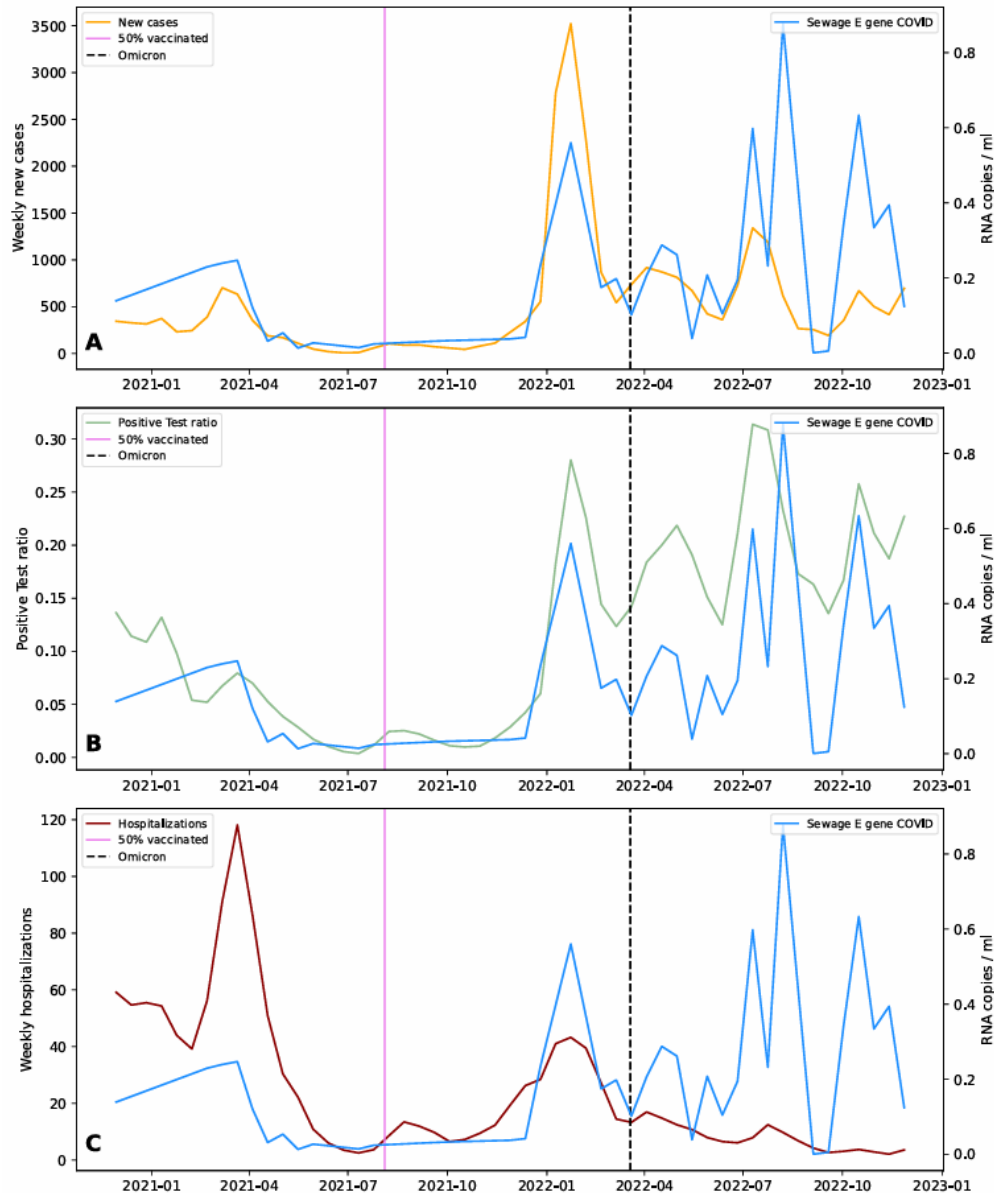 New cases
50% vaccinated
Omicron
Sewage E gene COVID
3500
3000
2500
2000
1500
1000
500
0
Weekly new cases
0.8
0.6
0.4
0.2
0.0
RNA copies / ml
A
2021-01 2021-04 2021-07 2021-10 2022-01 2022-04 2022-07 2022-10 2023-01
Positive Test ratio
50% vaccinated
Omicron
Sewage E gene COVID
0.30
0.25
0.20
0.15
0.10
0.05
0.00
Positive Test ratio
0.8
0.6
0.4
0.2
0.0
RNA copies / ml
B
2021-01 2021-04 2021-07 2021-10 2022-01 2022-04 2022-07 2022-10 2023-01
Hospitalizations
50% vaccinated
Omicron
Sewage E gene COVID
120
100
80
60
40
20
0
Weekly hospitalizations
0.8
0.6
0.4
0.2
0.0
RNA copies / ml
C
2021-01 2021-04 2021-07 2021-10 2022-01 2022-04 2022-07 2022-10 2023-01